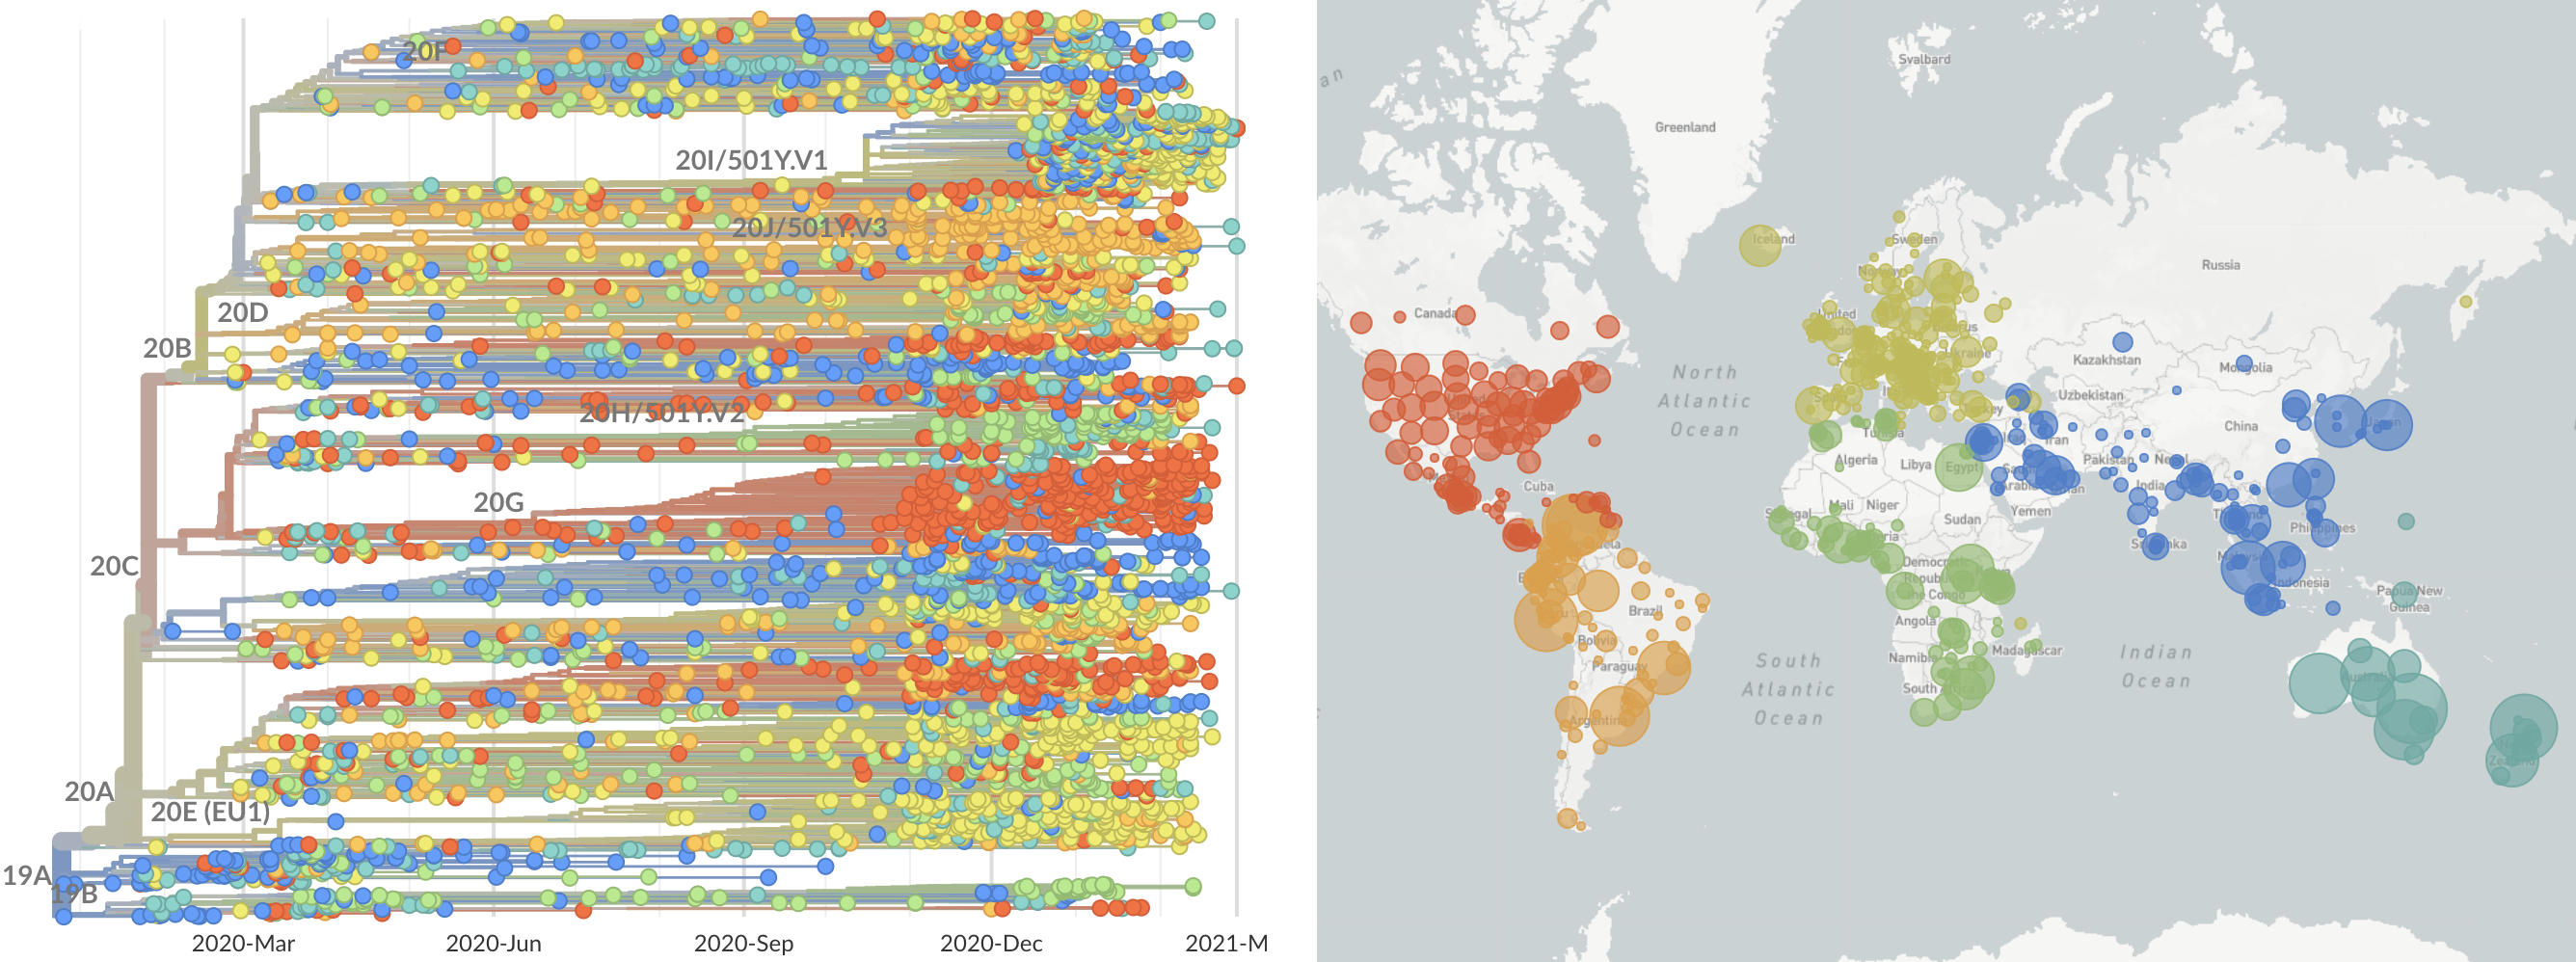 20F
20I/501Y.V1
20J/501Y.V3
20D
20B
20H/501Y.V2
20G
20C
20A
20E (EU1)
19A
19B
2020-Mar
2020-Jun
2020-Sep
2020-Dec
2021-M
an
Svalbard
Greenland
Iceland
Sweden
Russia
Canada
United
Kazakhstan
Mongolia
North
Atlantic
Ocean
Uzbekistan
China
Iran
Algeria
Libya
Egypt
Pakistan
Nepal
India
Cuba
Mali
Niger
Sudan
Yemen
Philippines
Democratic
Indonesia
Papua New
Guinea
Brazil
Angola
Bolivia
Madagascar
Namibia
Paraguay
South
Atlantic
Ocean
Indian
Ocean
South
Argentina